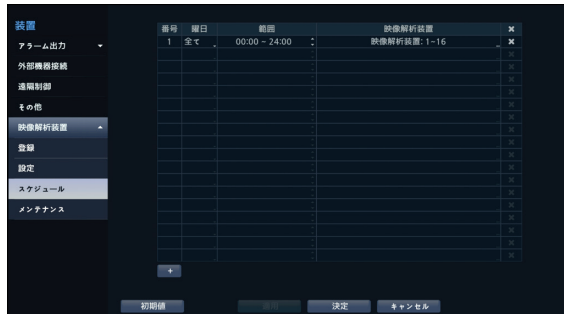 装置
アラーム出力
外部機器接続
遠隔制御
その他
映像解析装置
登録
設定
スケジュール
メンテナンス
番号 曜日 範囲 映像解析装置
1 全て 00:00 ~ 24:00 映像解析装置: 1~16
+
初期値 適用 決定 キャンセル